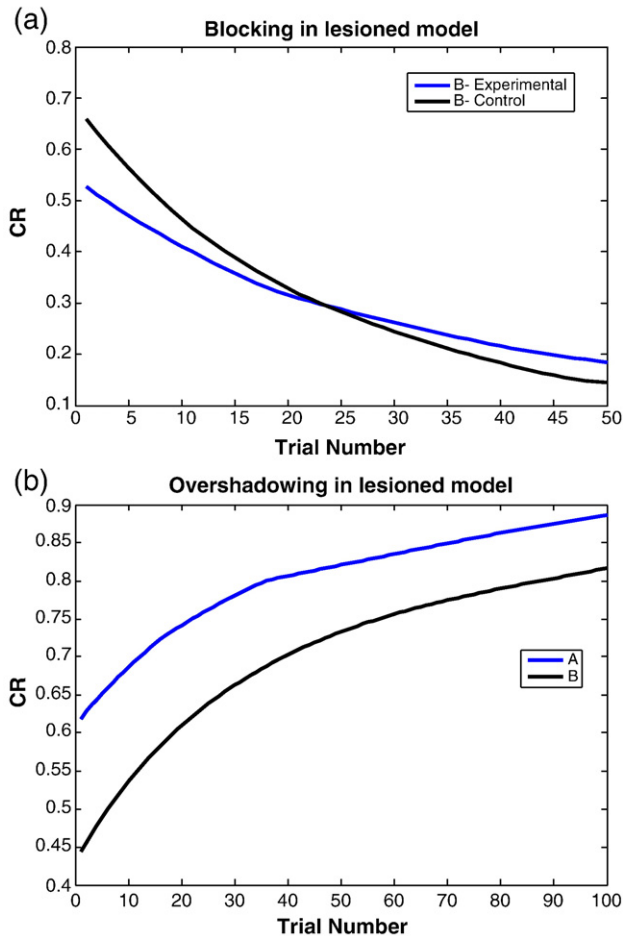 (a)
Blocking in lesioned model
0.8
0.7
0.6
0.5
0.4
0.3
0.2
0.1
CR
B- Experimental
B- Control
0 5 10 15 20 25 30 35 40 45 50
Trial Number
(b)
Overshadowing in lesioned model
0.9
0.85
0.8
0.75
0.7
0.65
0.6
0.55
0.5
0.45
0.4
CR
A
B
0 10 20 30 40 50 60 70 80 90 100
Trial Number